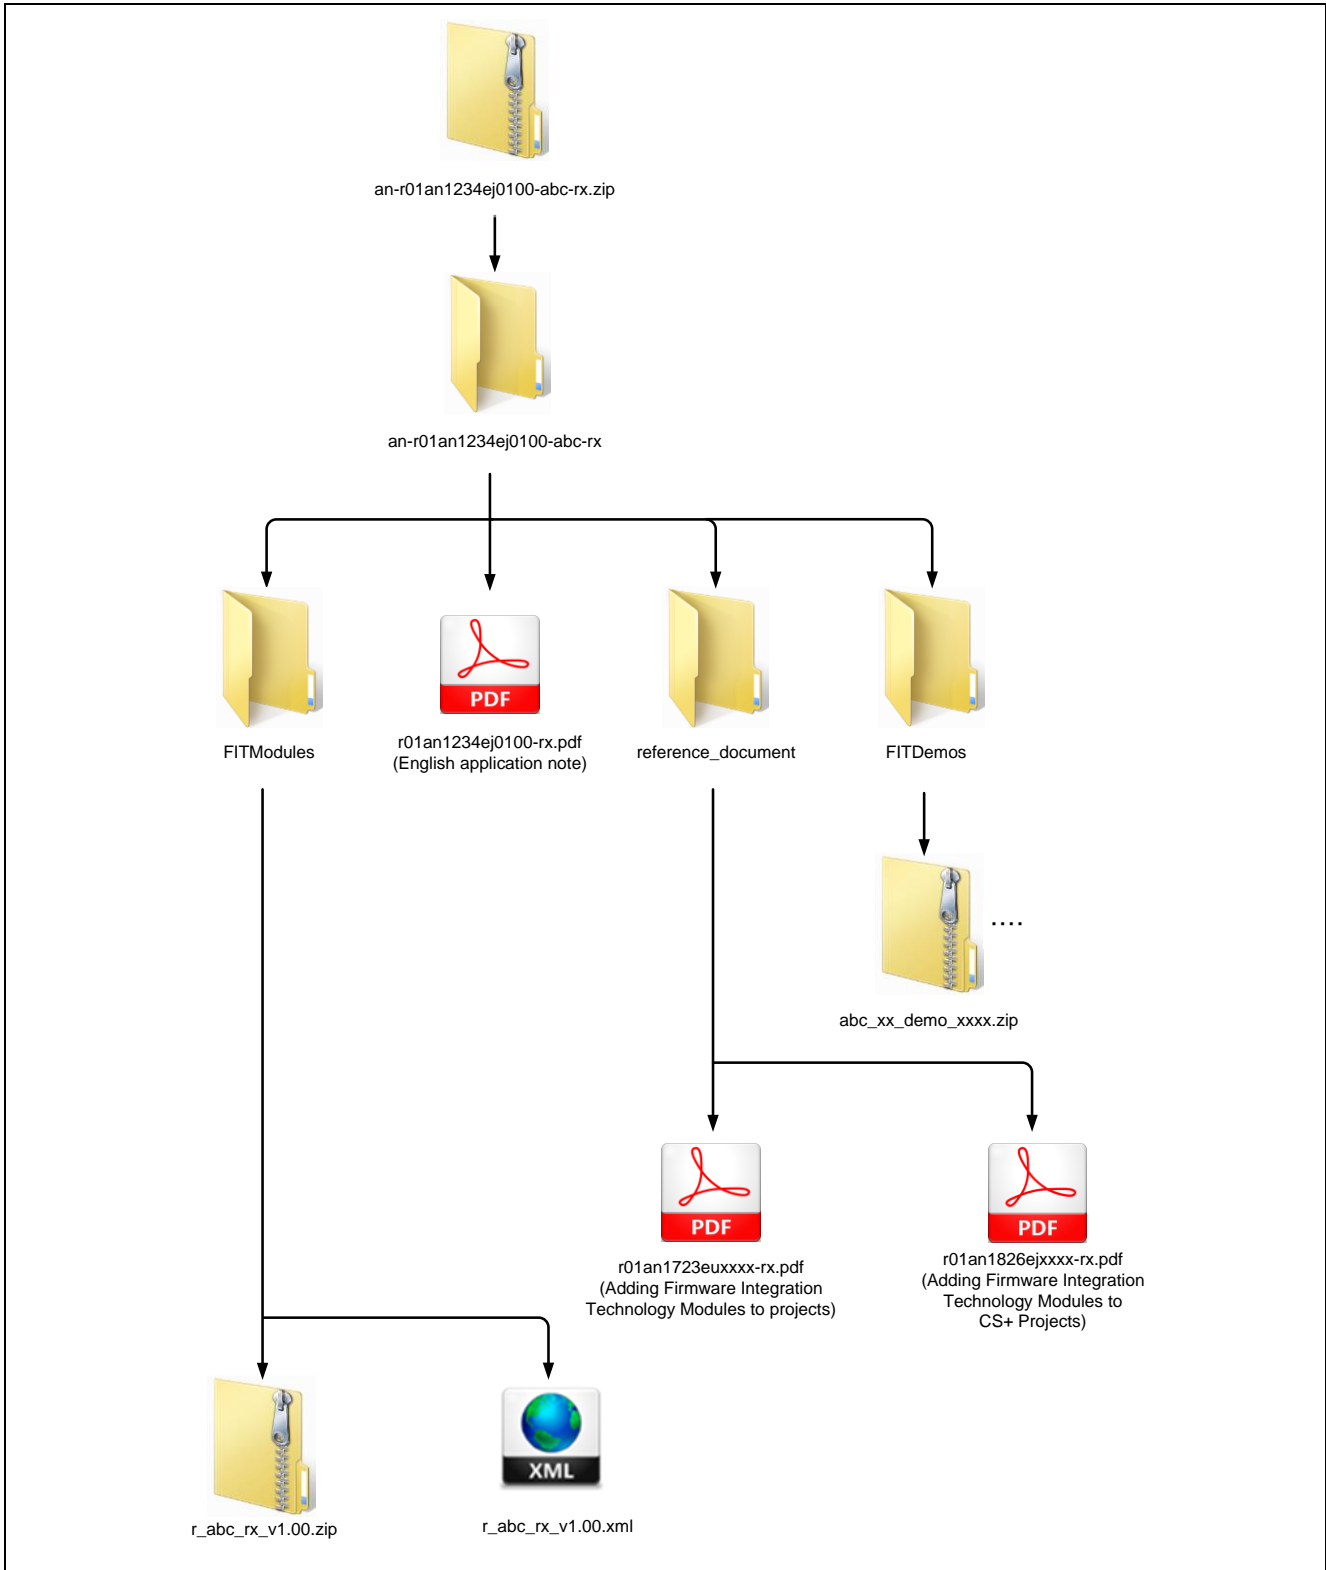 an-r01an1234ej0100-abc-rx.zip
an-r01an1234ej0100-abc-rx
FITModules
PDF
r01an1234ej0100-rx.pdf
(English application note)
reference_document
FITDemos
....
abc_xx_demo_xxxx.zip
PDF
r01an1723euxxxx-rx.pdf
(Adding Firmware Integration
Technology Modules to projects)
PDF
r01an1826ejxxxx-rx.pdf
(Adding Firmware Integration
Technology Modules to
CS+ Projects)
r_abc_rx_v1.00.zip
XML
r_abc_rx_v1.00.xml